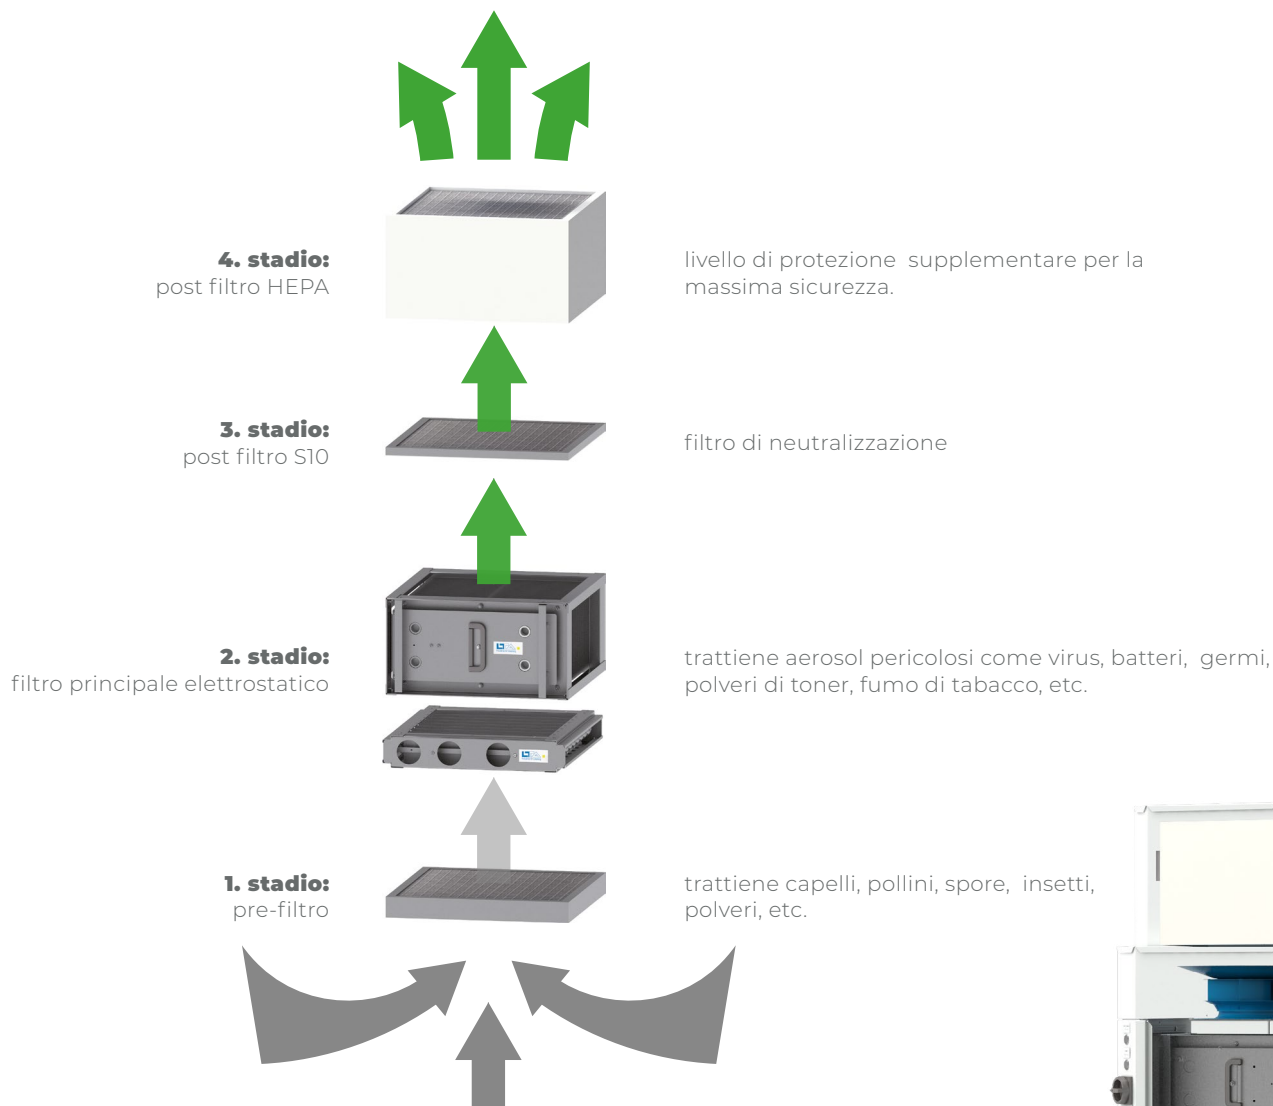 4. stadio:
post filtro HEPA
livello di protezione  supplementare per la
massima sicurezza.
3. stadio:
post filtro S10
filtro di neutralizzazione
2. stadio:
filtro principale elettrostatico
trattiene aerosol pericolosi come virus, batteri,  germi,
polveri di toner, fumo di tabacco, etc.
1. stadio:
pre-filtro
trattiene capelli, pollini, spore,  insetti,
polveri, etc.